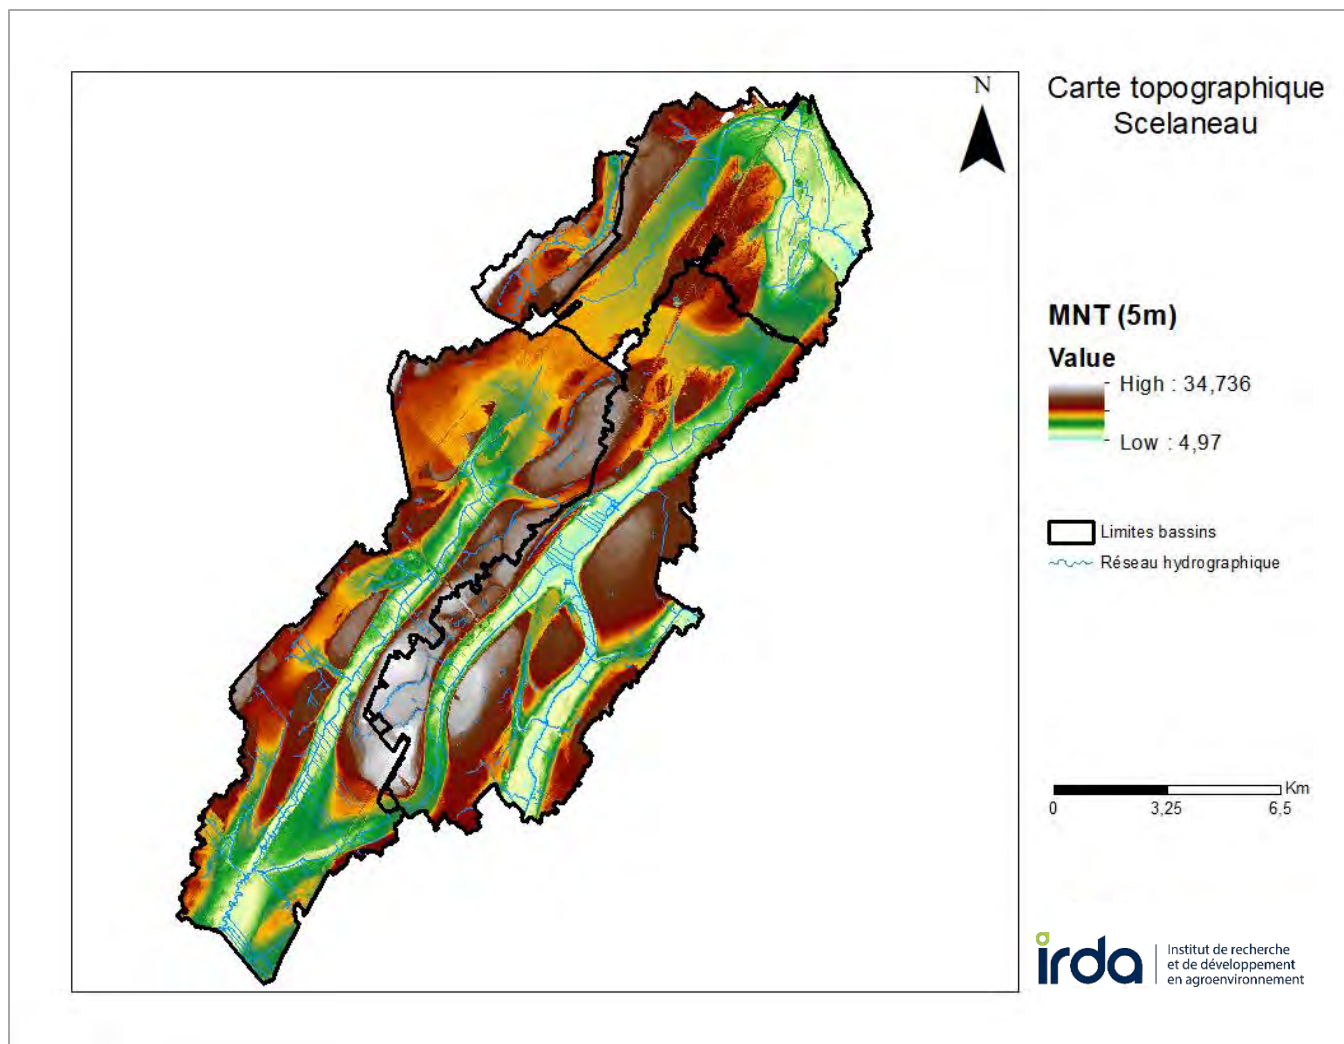 N
Carte topographique
Scelaneau
MNT (5m)
Value
High : 34,736
Low : 4,97
Limites bassins
Réseau hydrographique
Km
0 3,25 6,5
irda
Institut de recherche
et de développement
en agroenvironnement